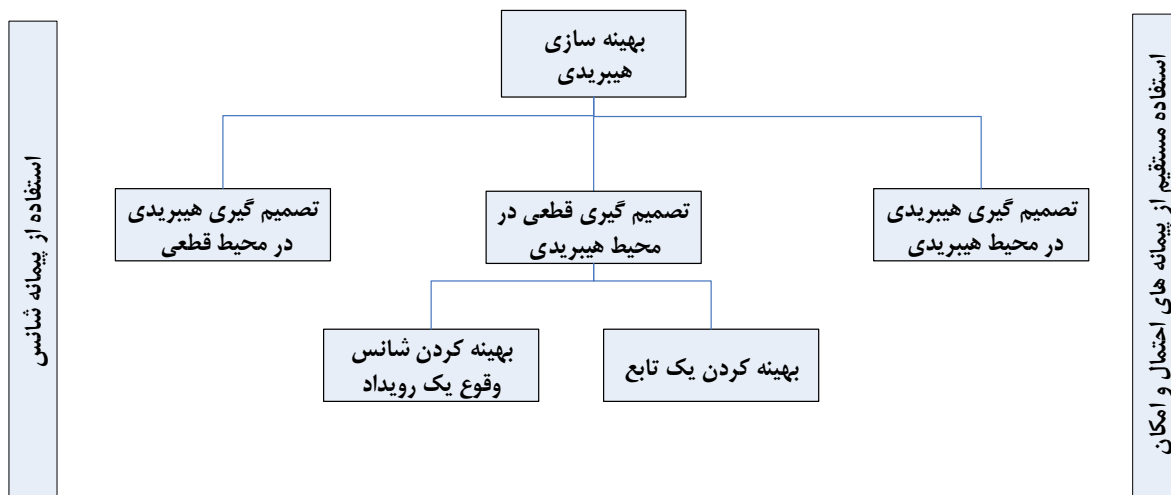 بهینه سازی
هیبریدی
تصمیم گیری هیبریدی
در محیط هیبریدی
تصمیم گیری قطعی در
محیط هیبریدی
تصمیم گیری هیبریدی
در محیط قطعی
بهینه کردن یک تابع
بهینه کردن شانس
وقوع یک رویداد
استفاده مستقیم از پیمانه های احتمال و امکان
استفاده از پیمانه شانس